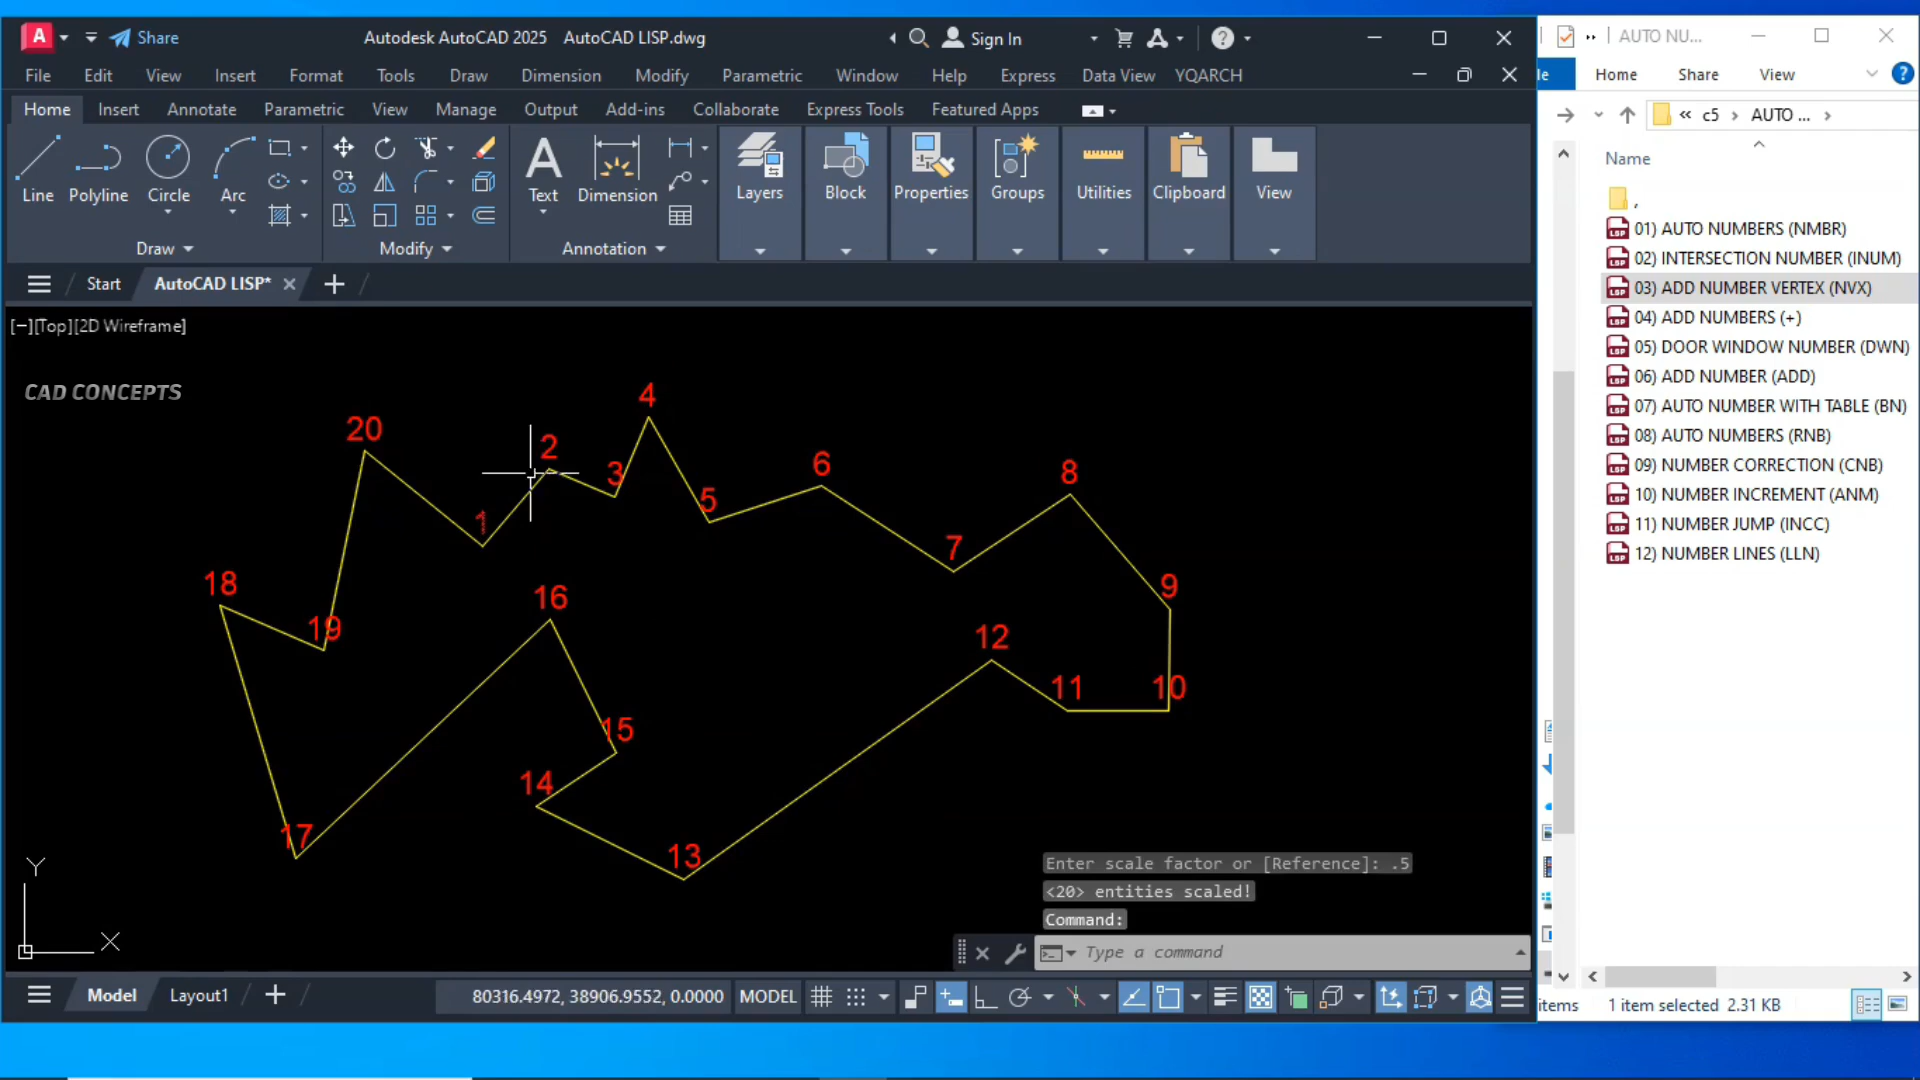 Share
Autodesk AutoCAD 2025 AutoCAD LISP.dwg
Sign In
File Edit View Insert Format Tools Draw Dimension Modify Parametric Window Help Express Data View YQARCH
Home Insert Annotate Parametric View Manage Output Add-ins Collaborate Express Tools Featured Apps
Line Polyline Circle Arc
Text Dimension
Layers Block Properties Groups Utilities Clipboard View
Draw Modify Annotation
Start AutoCAD LISP*
[−][Top][2D Wireframe]
CAD CONCEPTS
4
20
2
6
3
8
5
1
7
18
9
16
19
12
11
10
15
14
17
13
Y
X
Enter scale factor or [Reference]: .5
<20> entities scaled!
Command:
Type a command
Model Layout1
80316.4972, 38906.9552, 0.0000 MODEL
AUTO NU...
le Home Share View
« c5 › AUTO ... ›
Name
,
01) AUTO NUMBERS (NMBR)
02) INTERSECTION NUMBER (INUM)
03) ADD NUMBER VERTEX (NVX)
04) ADD NUMBERS (+)
05) DOOR WINDOW NUMBER (DWN)
06) ADD NUMBER (ADD)
07) AUTO NUMBER WITH TABLE (BN)
08) AUTO NUMBERS (RNB)
09) NUMBER CORRECTION (CNB)
10) NUMBER INCREMENT (ANM)
11) NUMBER JUMP (INCC)
12) NUMBER LINES (LLN)
items 1 item selected 2.31 KB